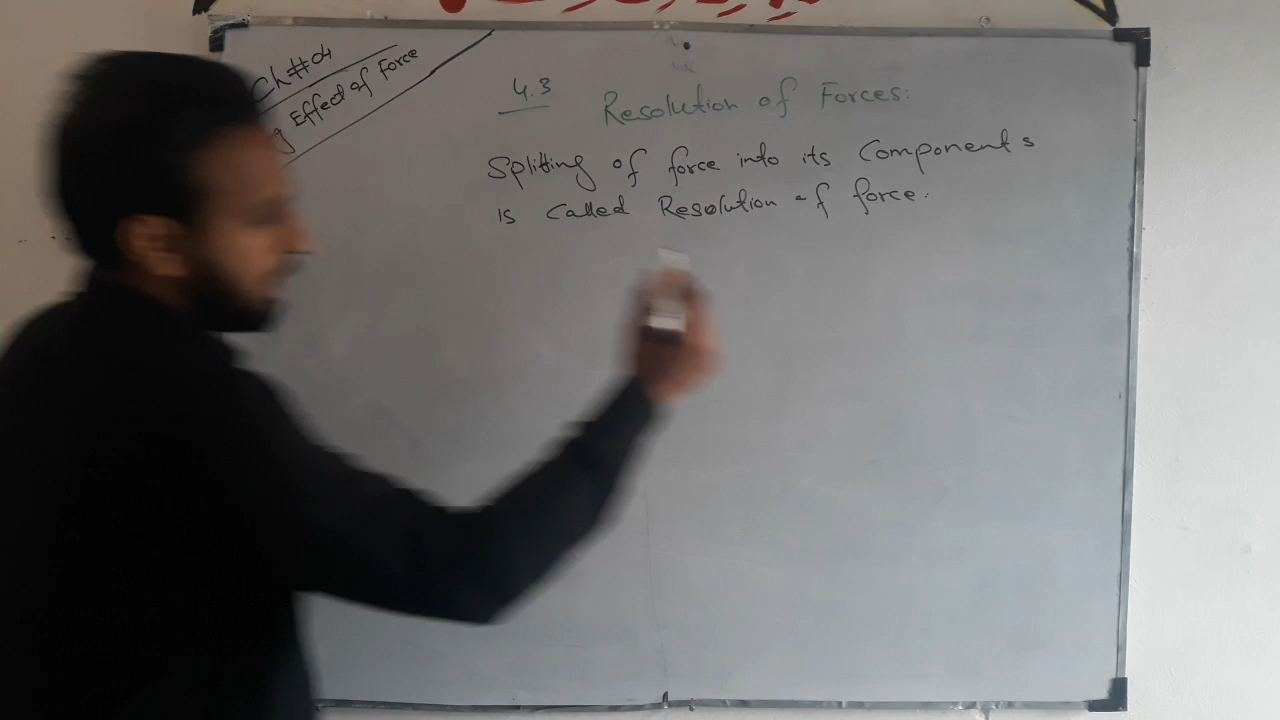 Ch #04
g Effect of Force
4.3 Resolution of Forces:
Splitting of force into its Components
is Called Resolution of force.